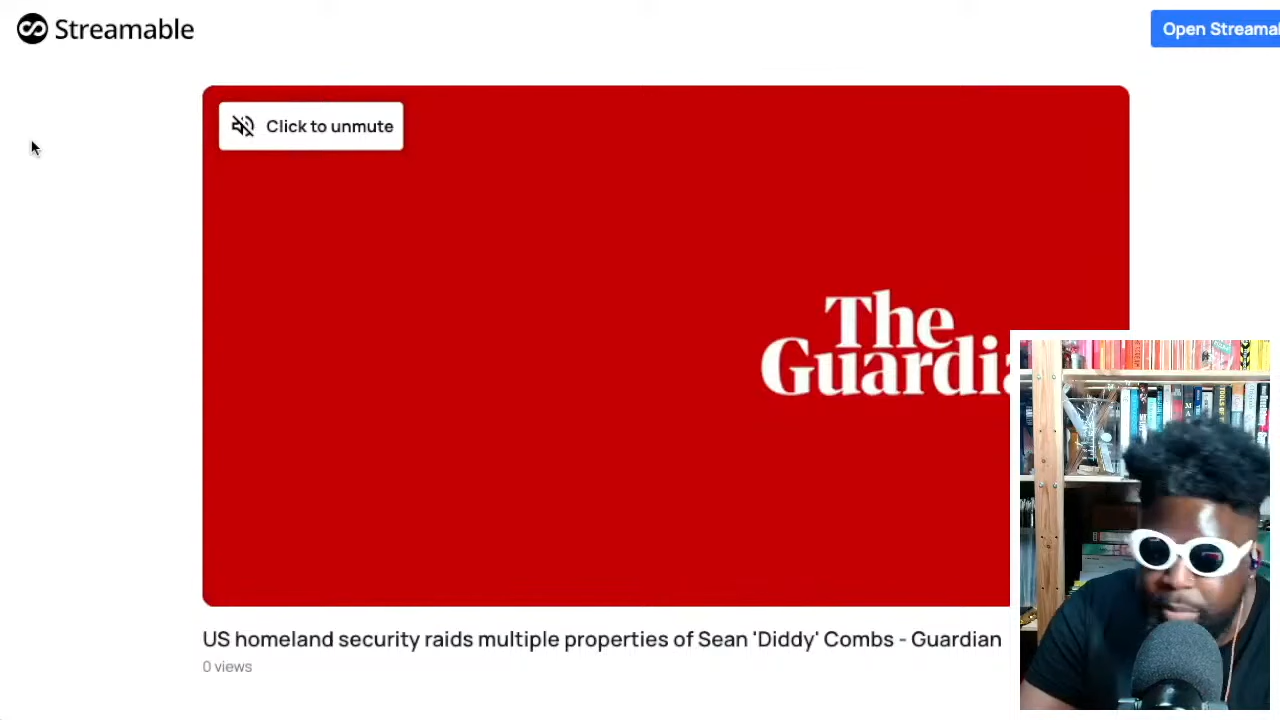 Streamable
Open Streama
Click to unmute
The
Guardia
US homeland security raids multiple properties of Sean 'Diddy' Combs - Guardian
0 views